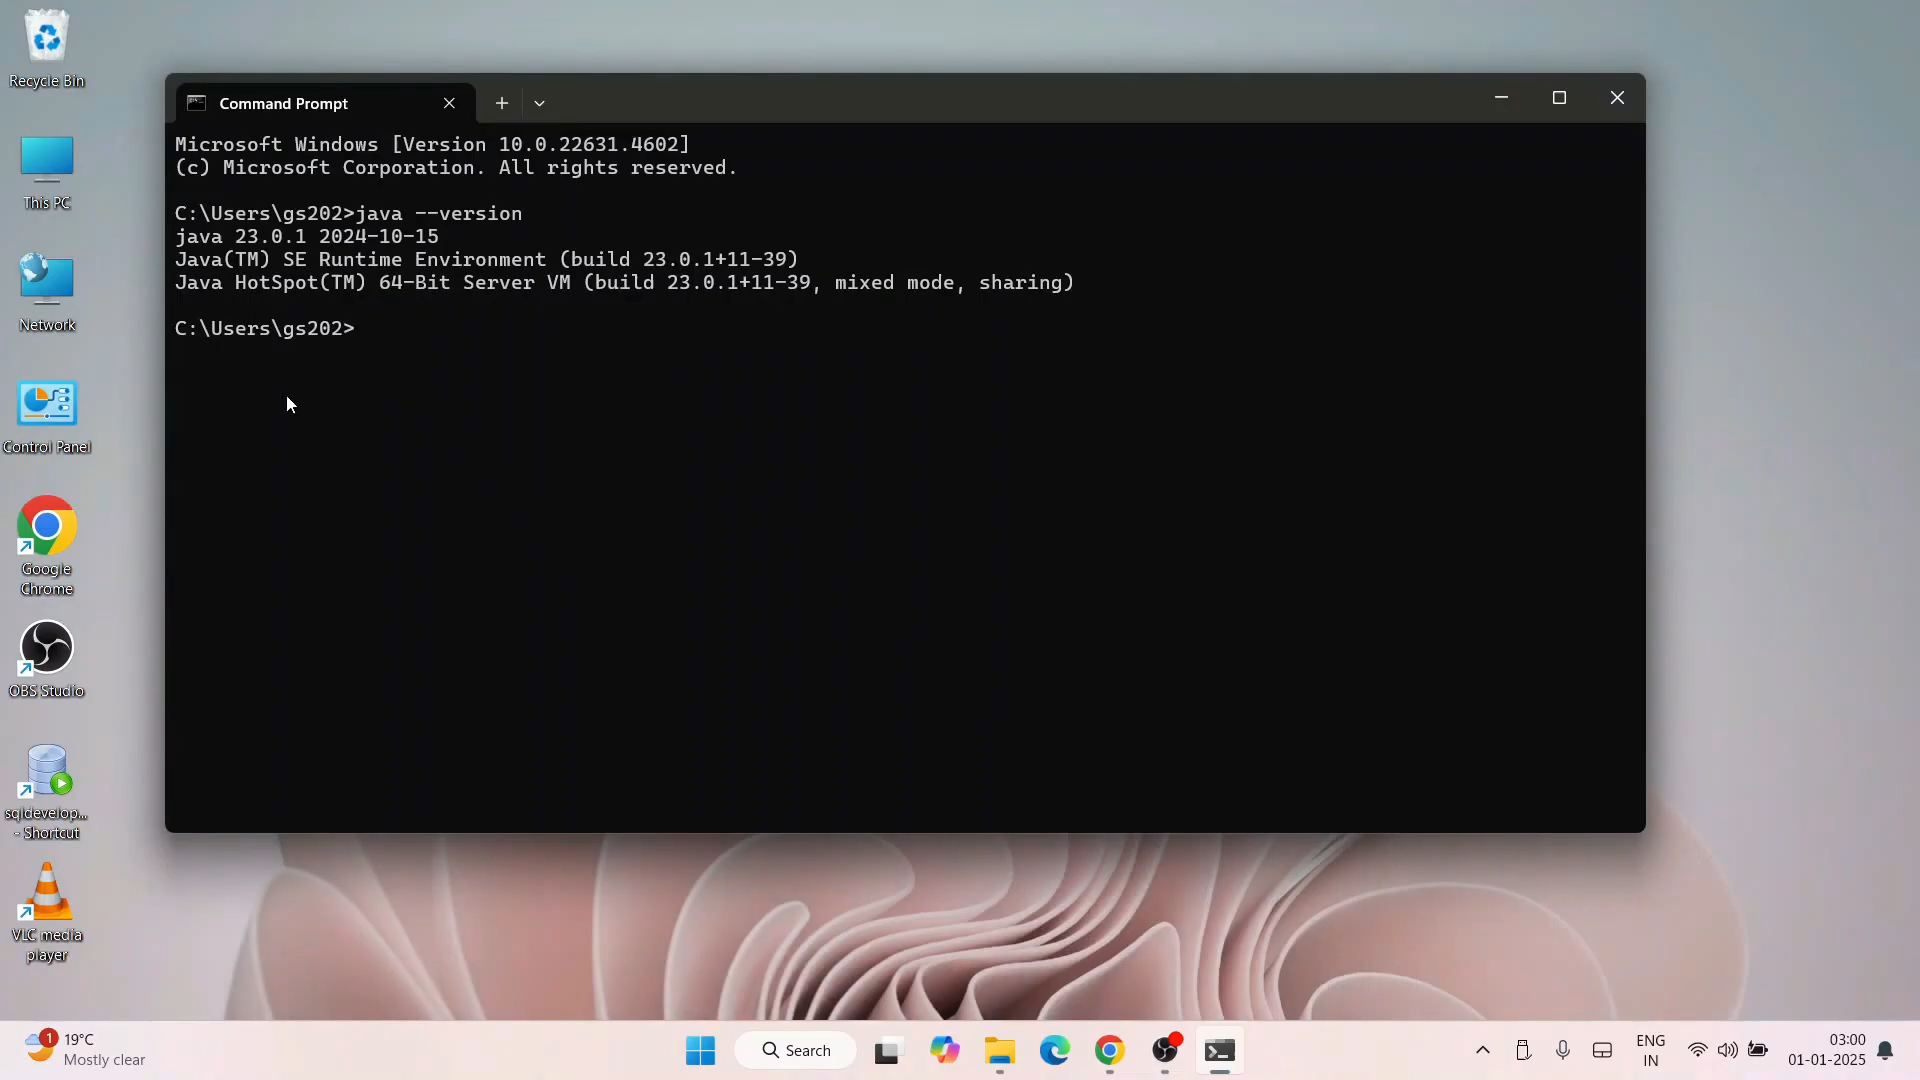 Recycle Bin
This PC
Network
Control Panel
Google
Chrome
OBS Studio
sqldevelop...
- Shortcut
VLC media
player
Command Prompt
Microsoft Windows [Version 10.0.22631.4602]
(c) Microsoft Corporation. All rights reserved.
C:\Users\gs202>java --version
java 23.0.1 2024-10-15
Java(TM) SE Runtime Environment (build 23.0.1+11-39)
Java HotSpot(TM) 64-Bit Server VM (build 23.0.1+11-39, mixed mode, sharing)
C:\Users\gs202>
1
19°C
Mostly clear
Search
ENG
IN
03:00
01-01-2025